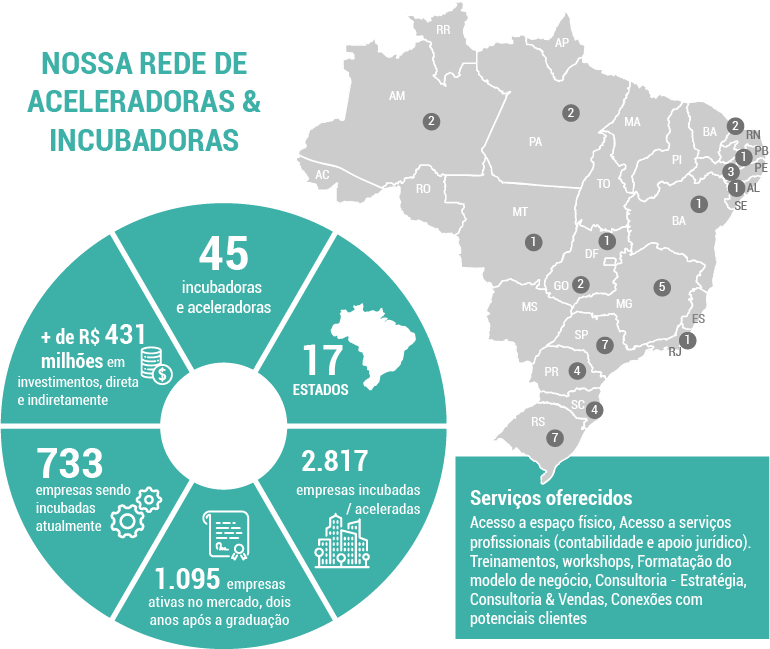 NOSSA REDE DE
ACELERADORAS &
INCUBADORAS
45
incubadoras
e aceleradoras
+ de R$ 431
milhões em
investimentos, direta
e indiretamente
$
17
ESTADOS
733
empresas sendo
incubadas
atualmente
2.817
empresas incubadas
/ aceleradas
1.095 empresas
ativas no mercado, dois
anos após a graduação
RR
AP
AM
2
PA
2
MA
BA
2
RN
PI
1
PB
3
PE
1
AL
SE
AC
RO
TO
MT
1
BA
1
DF
1
GO
2
MG
5
MS
ES
SP
7
RJ
1
PR
4
SC
4
RS
7
Serviços oferecidos
Acesso a espaço físico, Acesso a serviços
profissionais (contabilidade e apoio jurídico).
Treinamentos, workshops, Formatação do
modelo de negócio, Consultoria - Estratégia,
Consultoria & Vendas, Conexões com
potenciais clientes